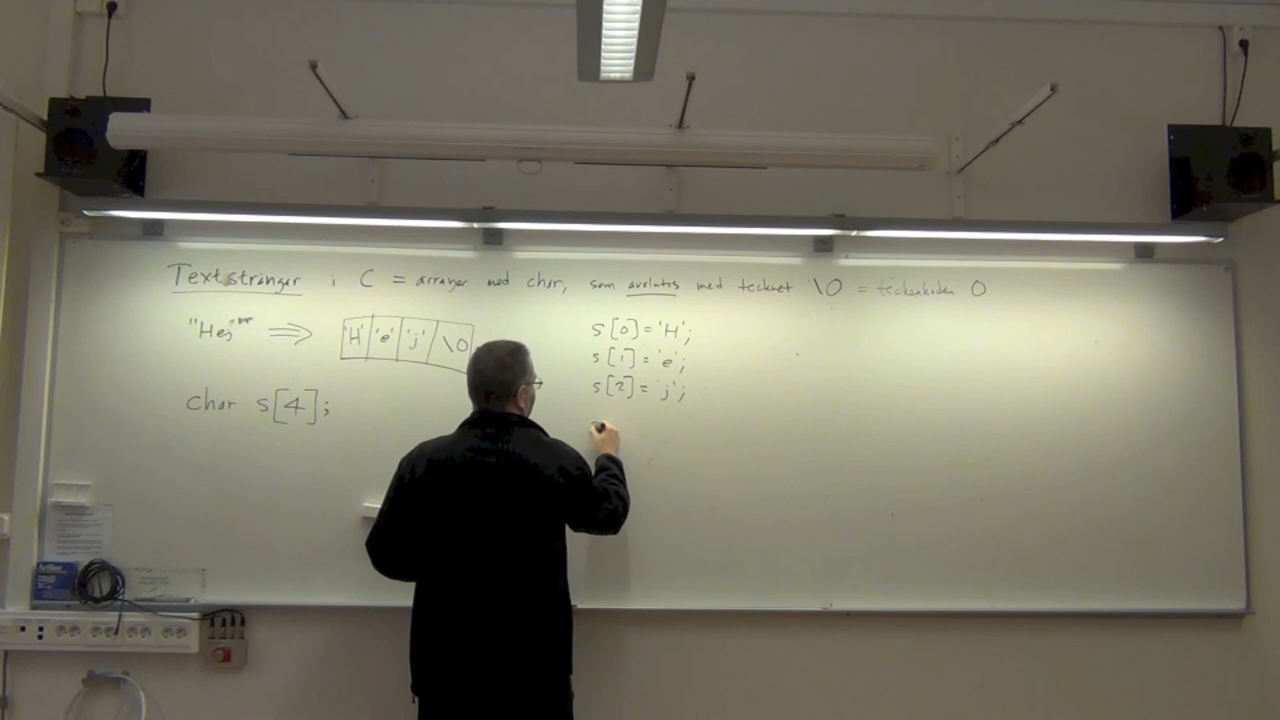 Textsträngar i C = arrayer med char, som avslutas med tecknet \0 = teckenkoden 0
"Hej" ⇒ 'H' 'e' 'j' \0
char s[4];
s[0]='H';
s[1]='e';
s[2]='j';